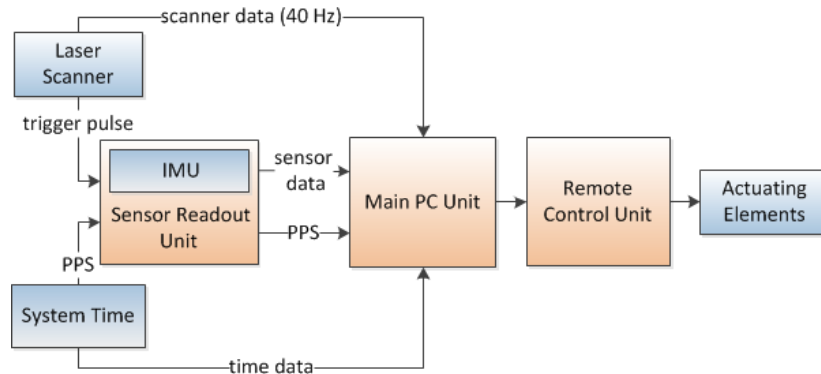 scanner data (40 Hz)
Laser
Scanner
trigger pulse
IMU
Sensor Readout
Unit
sensor
data
PPS
Main PC Unit
Remote
Control Unit
Actuating
Elements
PPS
System Time
time data